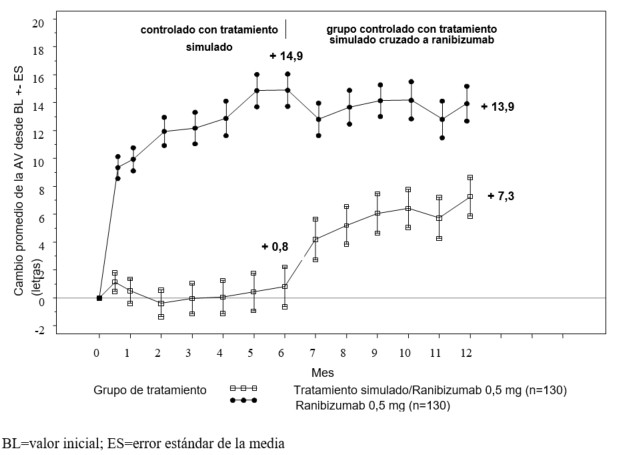 controlado con tratamiento
simulado
grupo controlado con tratamiento
simulado cruzado a ranibizumab
Cambio promedio de la AV desde BL +- ES
(letras)
20
18
16
14
12
10
8
6
4
2
0
-2
+ 14,9
+ 13,9
+ 0,8
+ 7,3
0 1 2 3 4 5 6 7 8 9 10 11 12
Mes
Grupo de tratamiento
Tratamiento simulado/Ranibizumab 0,5 mg (n=130)
Ranibizumab 0,5 mg (n=130)
BL=valor inicial; ES=error estándar de la media